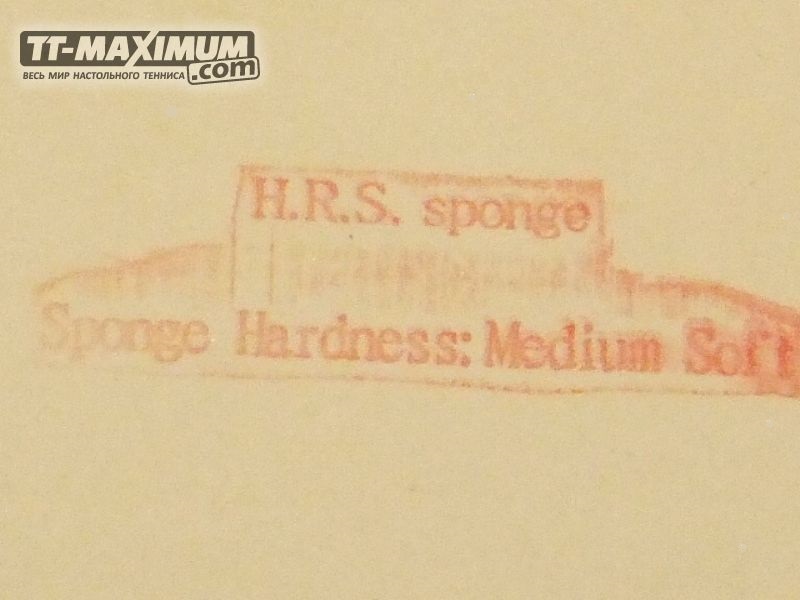 TT-MAXIMUM
.com
ВЕСЬ МИР НАСТОЛЬНОГО ТЕННИСА
H.R.S. sponge
Sponge Hardness: Medium Soft